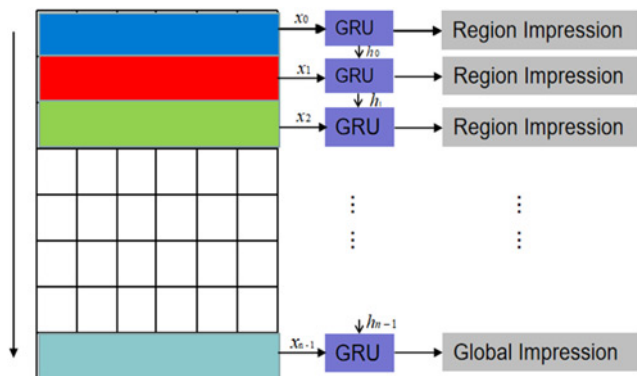 x₀ GRU Region Impression
h₀
x₁ GRU Region Impression
h₁
x₂ GRU Region Impression
⋮ ⋮
⋮ ⋮
hₙ₋₁
xₙ₋₁ GRU Global Impression